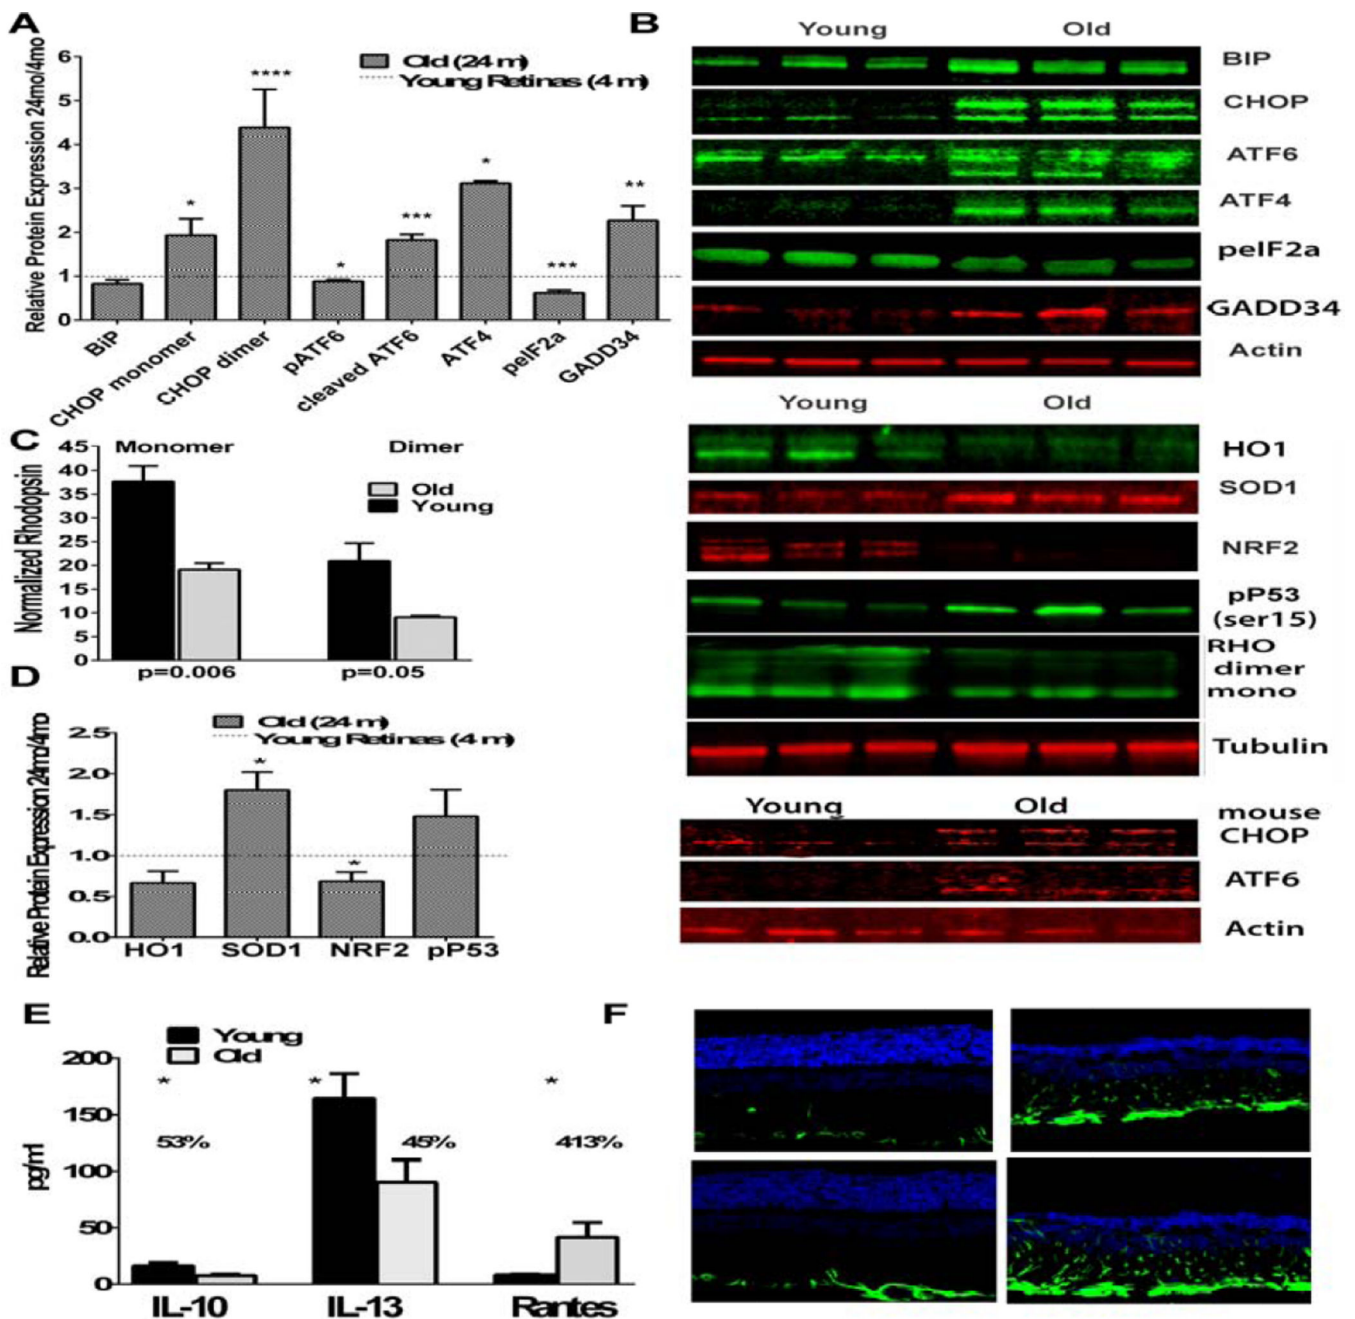 A
Relative Protein Expression 24mo/4mo
6
5
4
3
2
1
0
Old (24 m)
Young Retinas (4 m)
*
****
*
***
*
***
**
BiP
CHOP monomer
CHOP dimer
pATF6
cleaved ATF6
ATF4
peIF2a
GADD34
B
Young Old
BIP
CHOP
ATF6
ATF4
peIF2a
GADD34
Actin
Young Old
HO1
SOD1
NRF2
pP53
(ser15)
RHO
dimer
mono
Tubulin
Young Old
mouse
CHOP
ATF6
Actin
C
Normalized Rhodopsin
45
40
35
30
25
20
15
10
5
0
Monomer Dimer
Old
Young
p=0.006 p=0.05
D
Relative Protein Expression 24mo/4mo
2.5
2.0
1.5
1.0
0.5
0.0
Old (24 m)
Young Retinas (4 m)
*
*
HO1 SOD1 NRF2 pP53
E
pg/ml
200
150
100
50
0
Young
Old
* * *
53% 45% 413%
IL-10 IL-13 Rantes
F